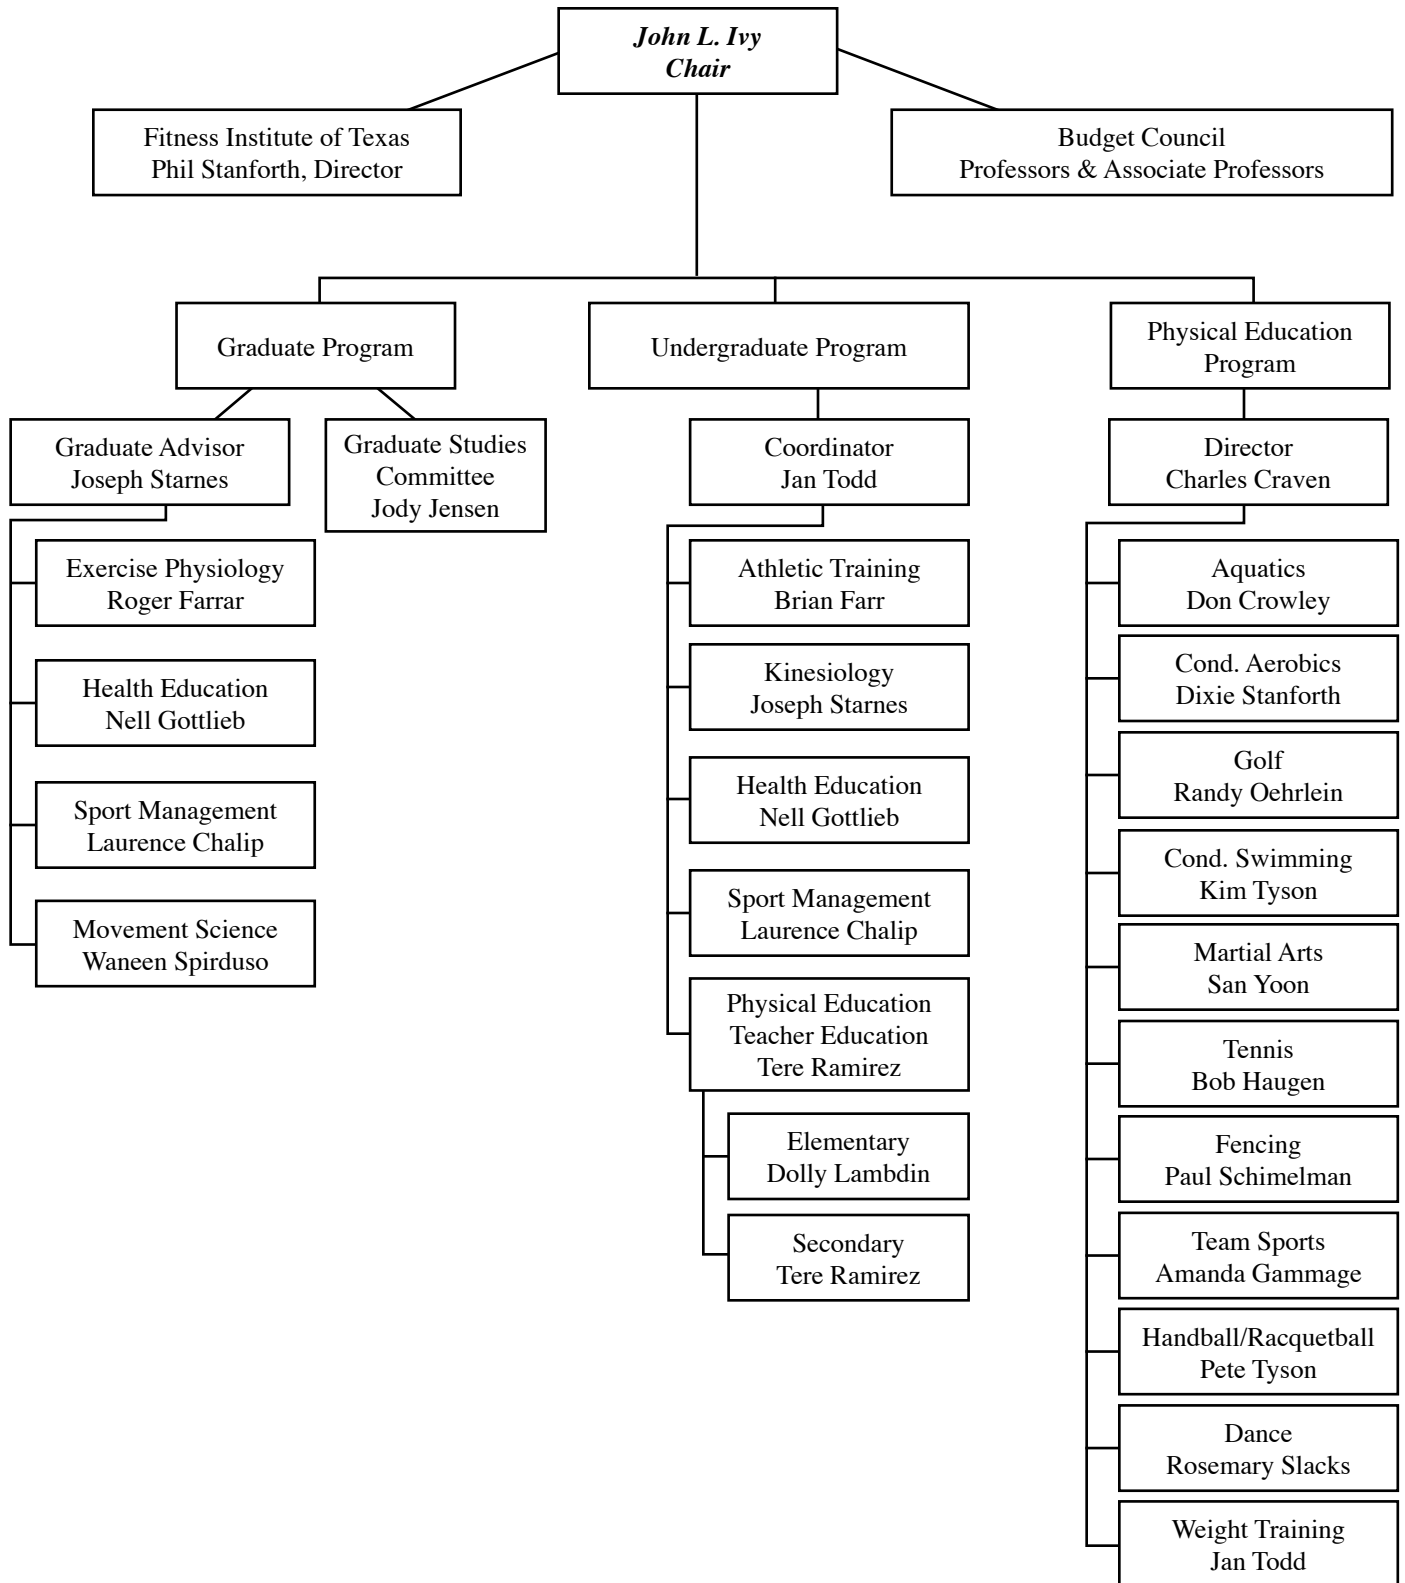 John L. Ivy
Chair
Fitness Institute of Texas
Phil Stanforth, Director
Budget Council
Professors & Associate Professors
Graduate Program
Undergraduate Program
Physical Education
Program
Graduate Advisor
Joseph Starnes
Graduate Studies
Committee
Jody Jensen
Coordinator
Jan Todd
Director
Charles Craven
Exercise Physiology
Roger Farrar
Health Education
Nell Gottlieb
Sport Management
Laurence Chalip
Movement Science
Waneen Spirduso
Athletic Training
Brian Farr
Kinesiology
Joseph Starnes
Health Education
Nell Gottlieb
Sport Management
Laurence Chalip
Physical Education
Teacher Education
Tere Ramirez
Elementary
Dolly Lambdin
Secondary
Tere Ramirez
Aquatics
Don Crowley
Cond. Aerobics
Dixie Stanforth
Golf
Randy Oehrlein
Cond. Swimming
Kim Tyson
Martial Arts
San Yoon
Tennis
Bob Haugen
Fencing
Paul Schimelman
Team Sports
Amanda Gammage
Handball/Racquetball
Pete Tyson
Dance
Rosemary Slacks
Weight Training
Jan Todd